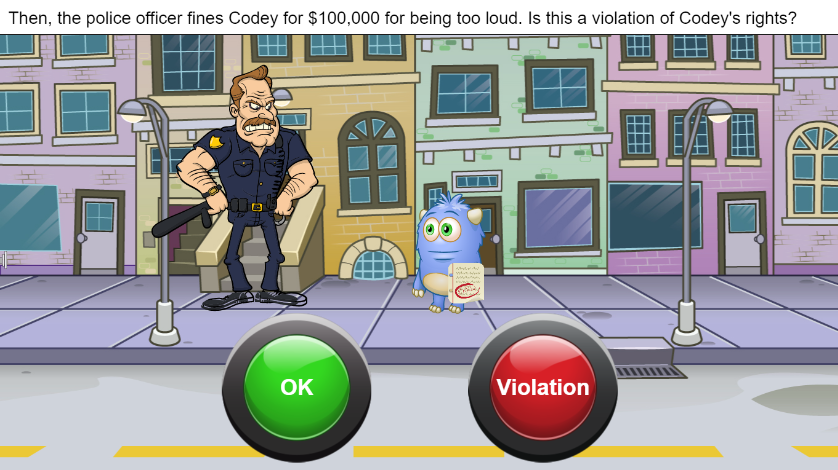 Then, the police officer fines Codey for $100,000 for being too loud. Is this a violation of Codey's rights?
OK
Violation